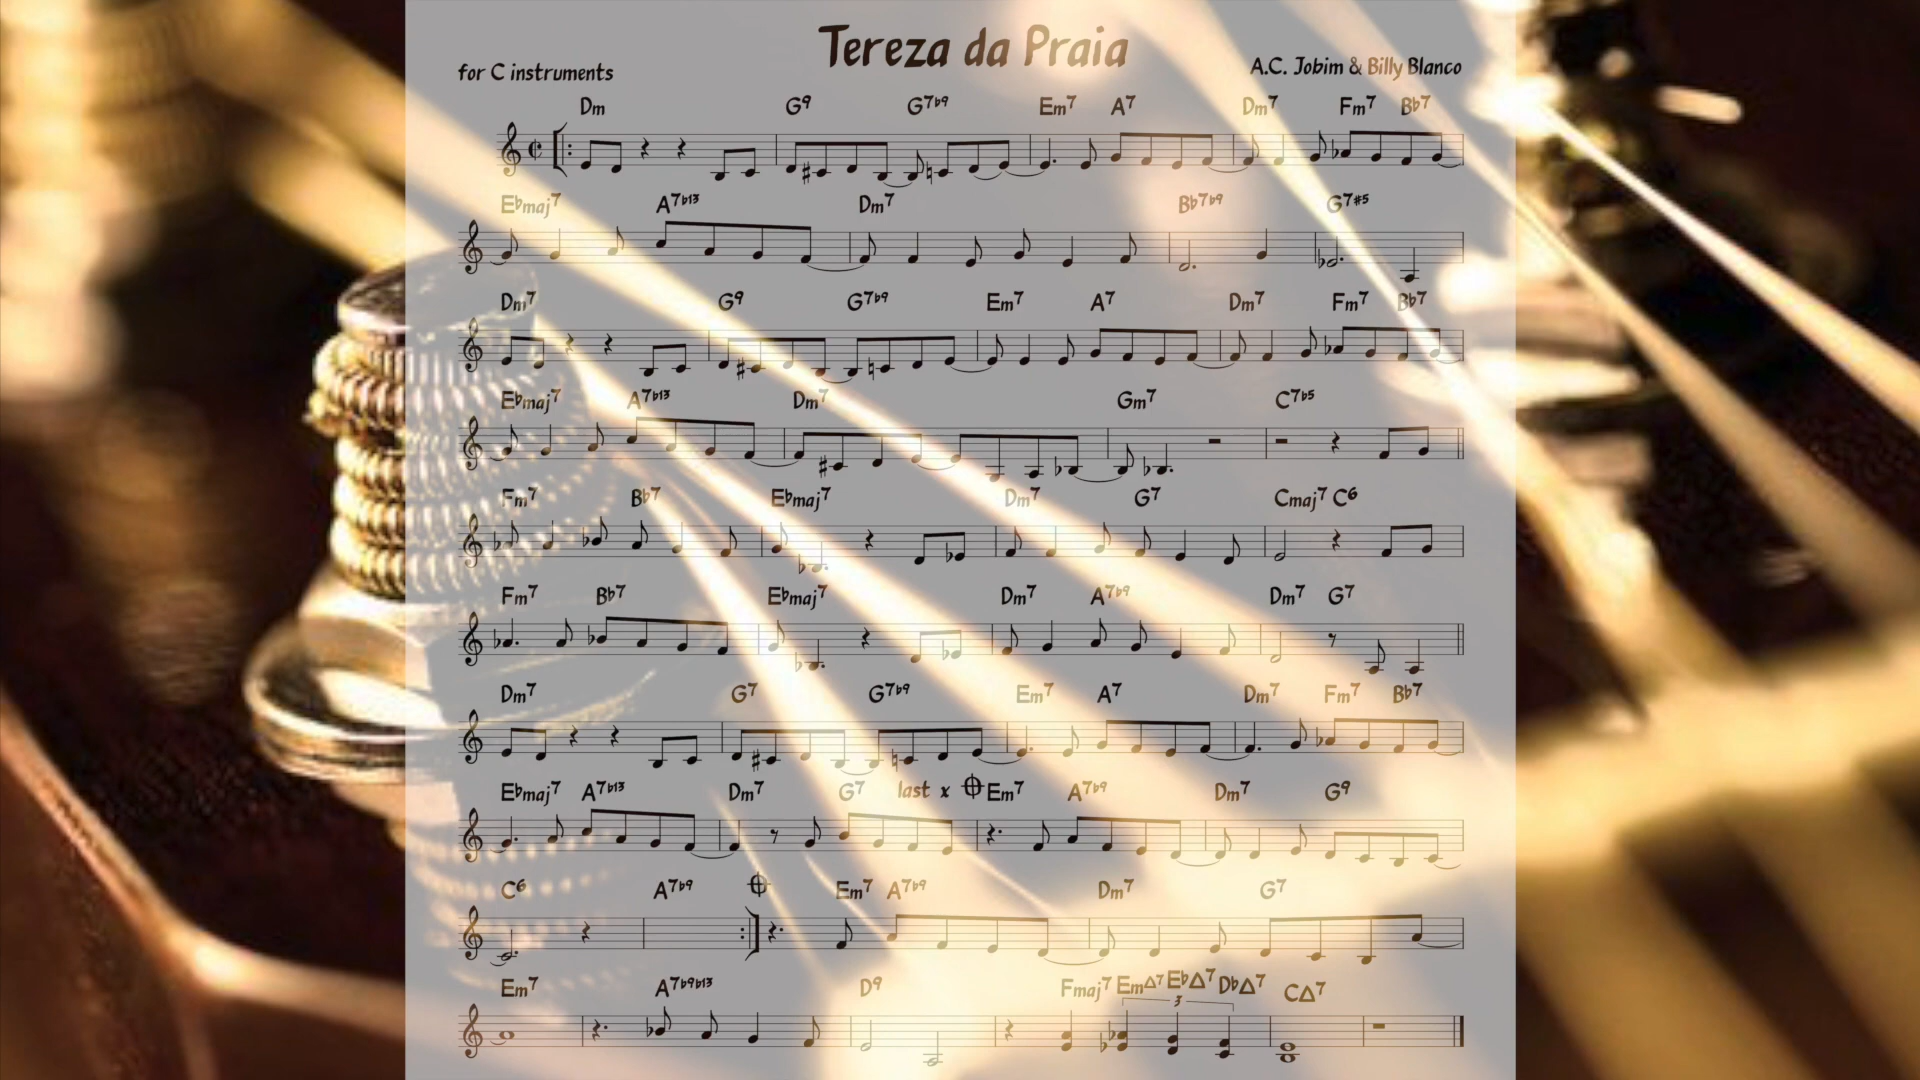 Tereza da Praia
for C instruments
A.C. Jobim & Billy Blanco
Dm G9 G7b9 Em7 A7 Dm7 Fm7 Bb7
Ebmaj7 A7b13 Dm7 Bb7b9 G7#5
Dm7 G9 G7b9 Em7 A7 Dm7 Fm7 Bb7
Ebmaj7 A7b13 Dm7 Gm7 C7b5
Fm7 Bb7 Ebmaj7 Dm7 G7 Cmaj7 C6
Fm7 Bb7 Ebmaj7 Dm7 A7b9 Dm7 G7
Dm7 G7 G7b9 Em7 A7 Dm7 Fm7 Bb7
Ebmaj7 A7b13 Dm7 G7 last x Em7 A7b9 Dm7 G9
C6 A7b9 Em7 A7b9 Dm7 G7
Em7 A7b9b13 D9 Fmaj7 EmΔ7 EbΔ7 DbΔ7 CΔ7
3